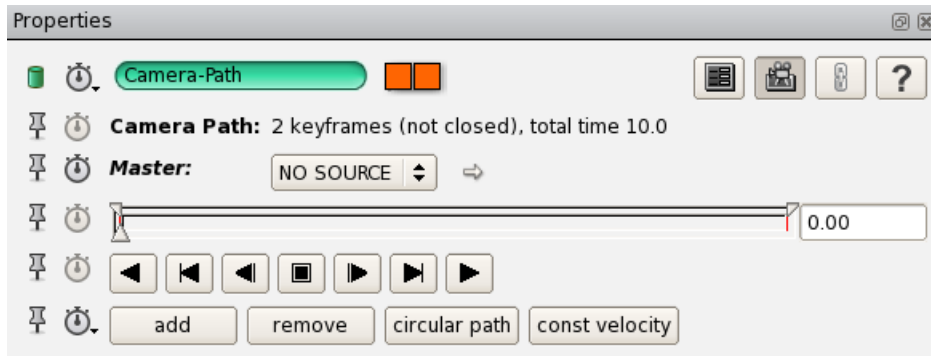 Properties
Camera-Path
?
Camera Path: 2 keyframes (not closed), total time 10.0
Master: NO SOURCE
0.00
add remove circular path const velocity